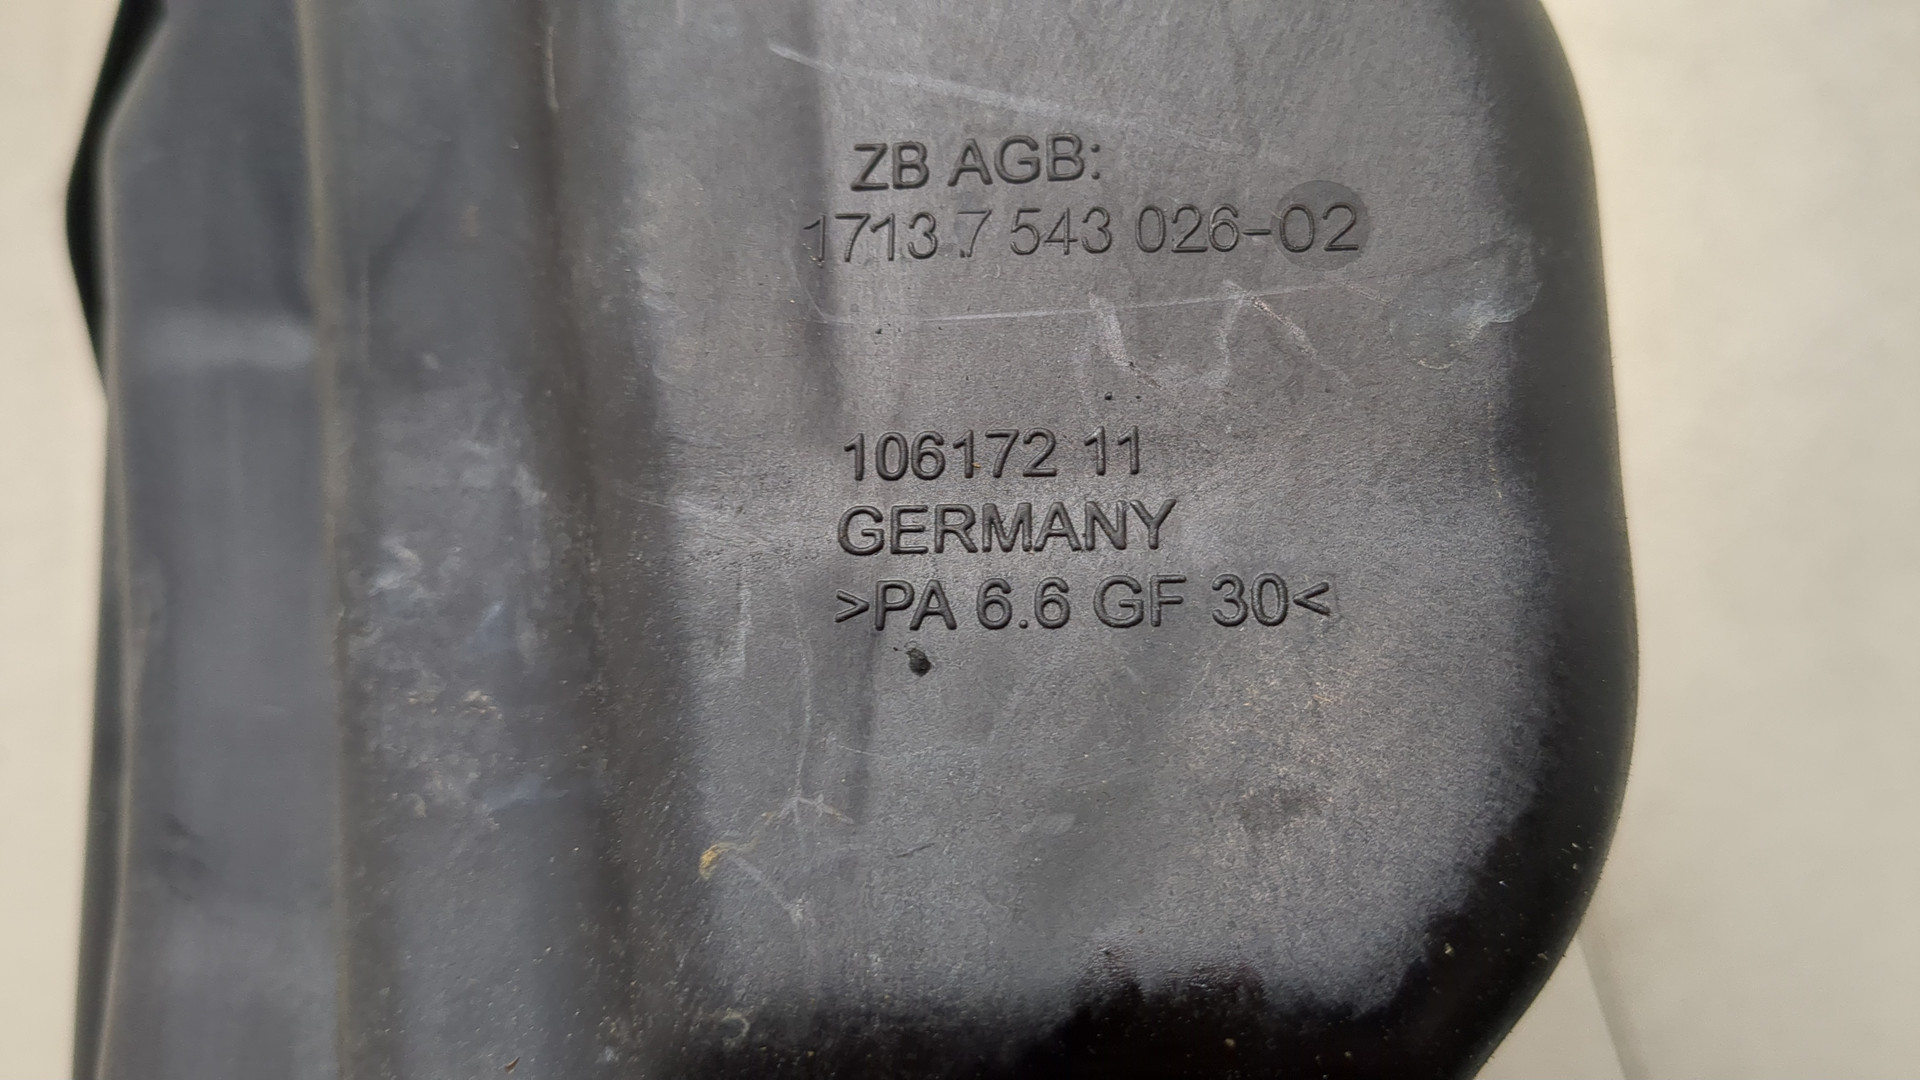 ZB AGB:
1713 7 543 026-02
106172 11
GERMANY
>PA 6.6 GF 30<